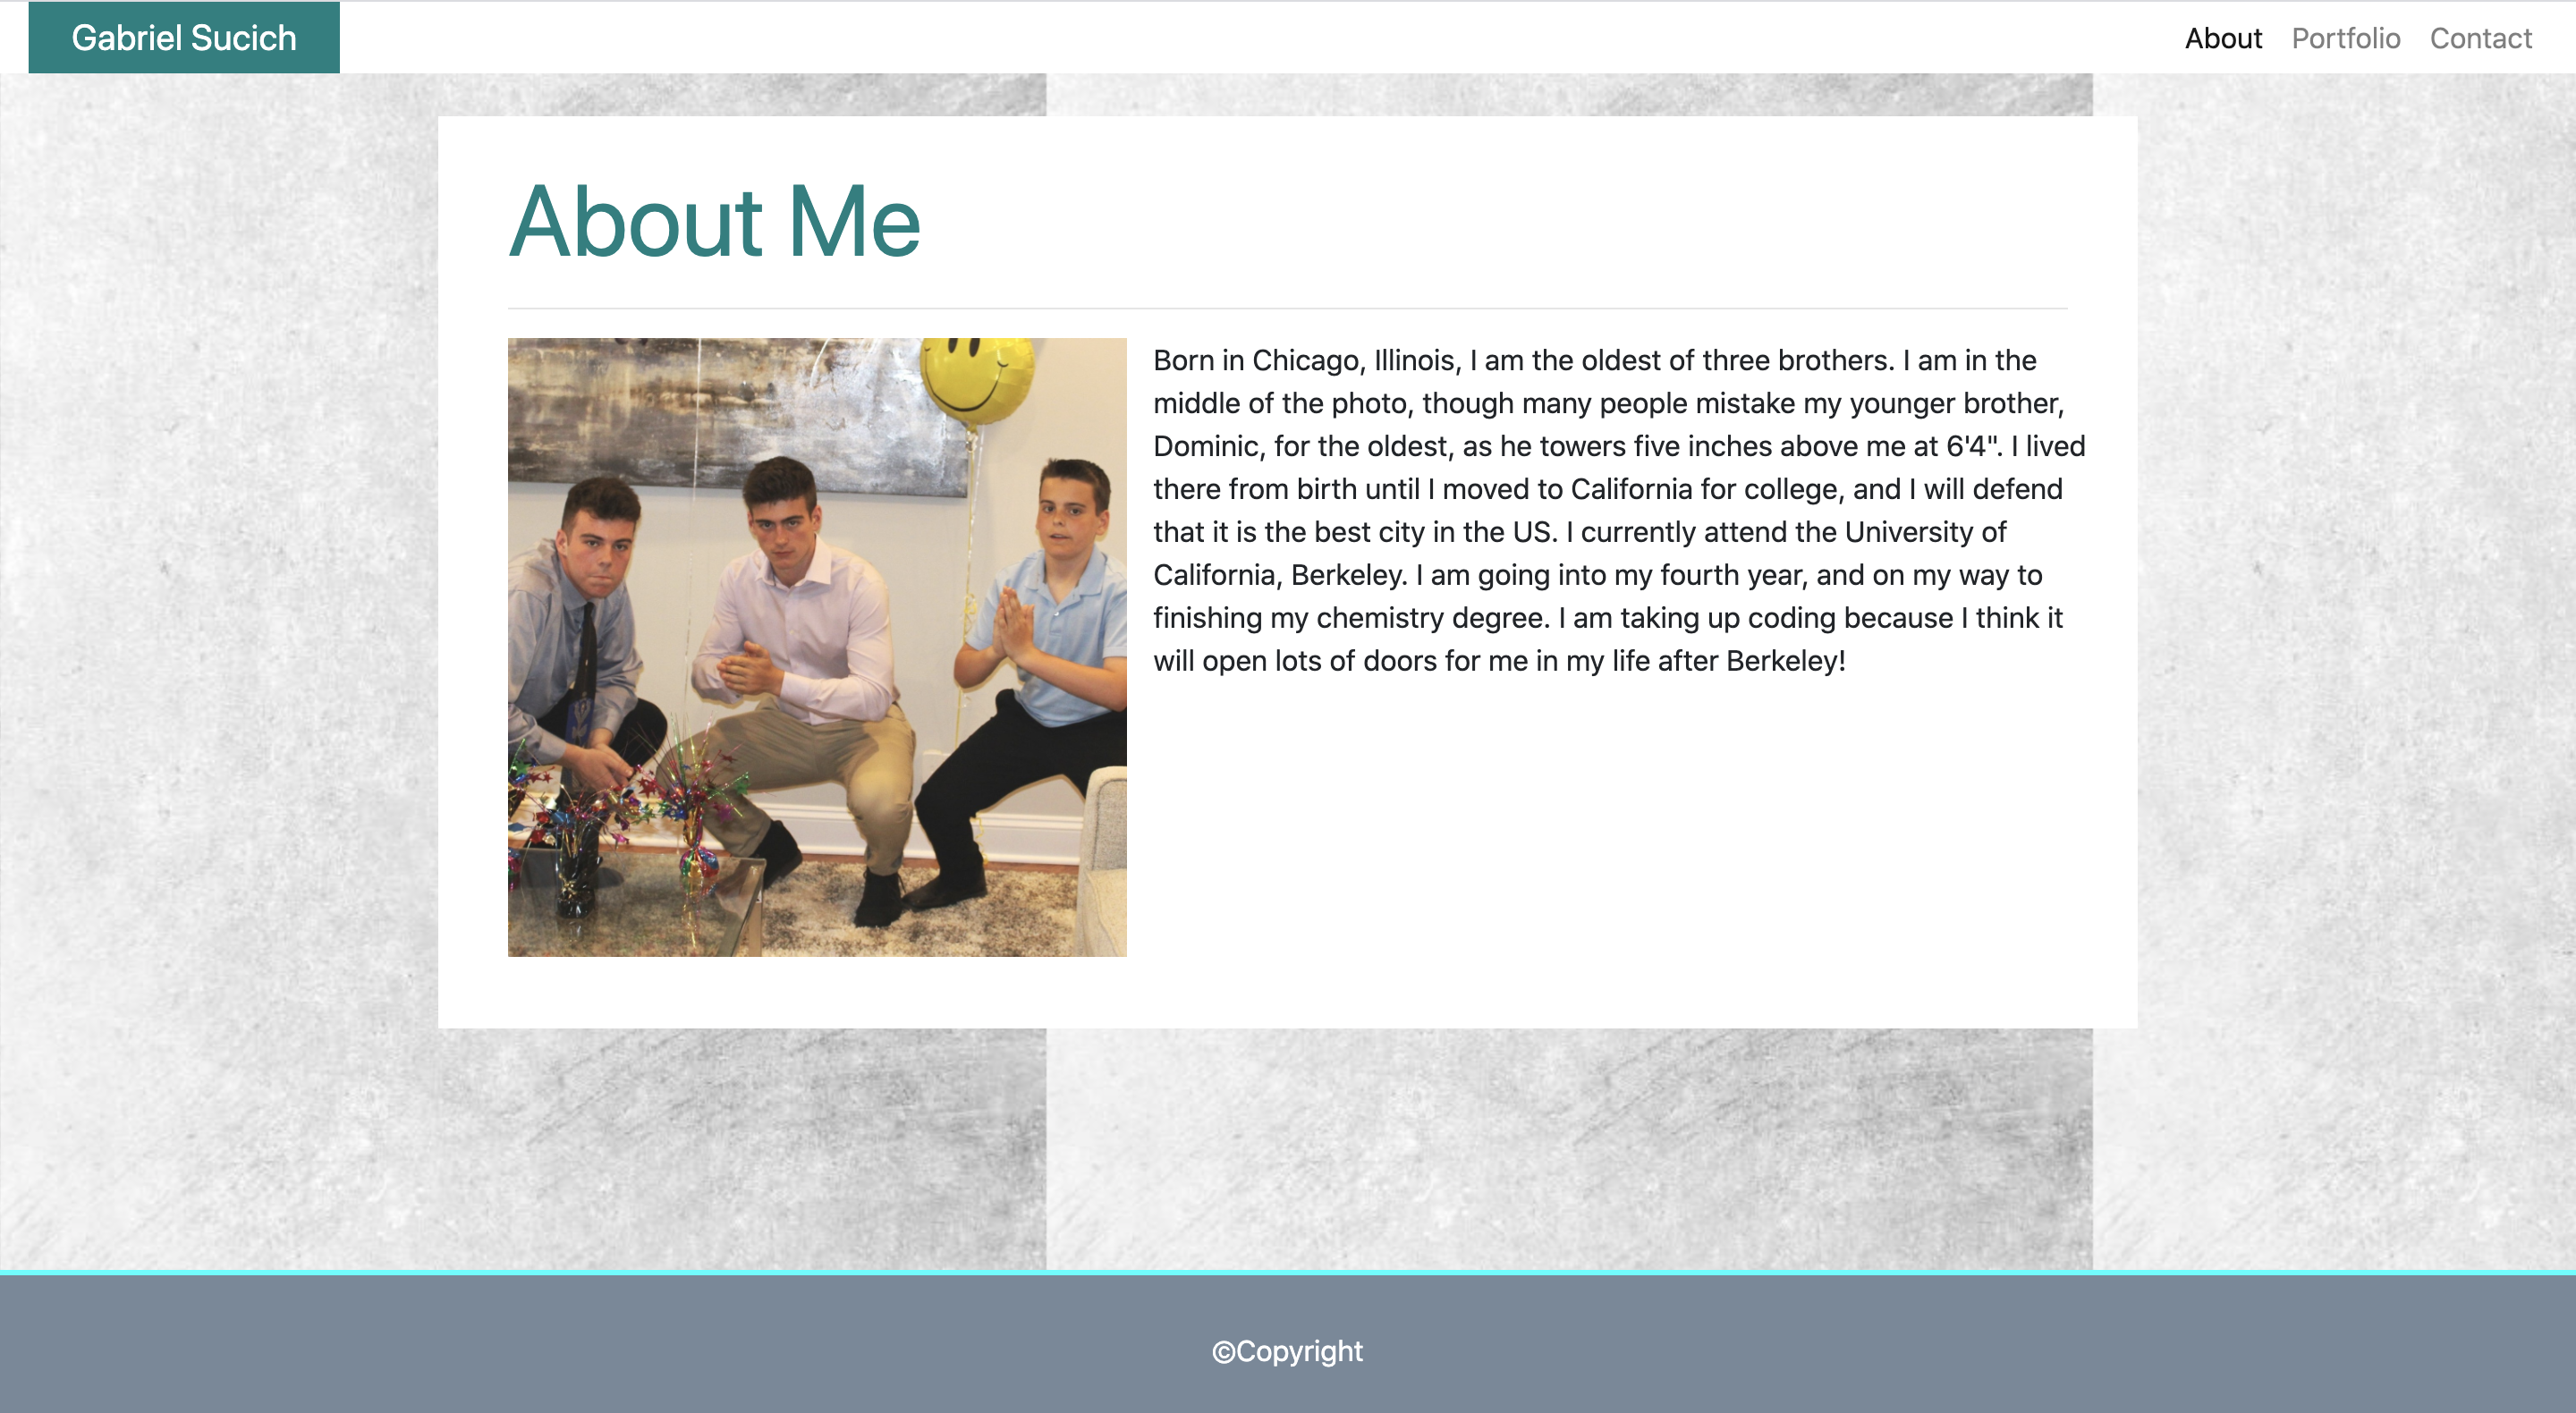 Gabriel Sucich
About Portfolio Contact
About Me
Born in Chicago, Illinois, I am the oldest of three brothers. I am in the
middle of the photo, though many people mistake my younger brother,
Dominic, for the oldest, as he towers five inches above me at 6'4". I lived
there from birth until I moved to California for college, and I will defend
that it is the best city in the US. I currently attend the University of
California, Berkeley. I am going into my fourth year, and on my way to
finishing my chemistry degree. I am taking up coding because I think it
will open lots of doors for me in my life after Berkeley!
©Copyright